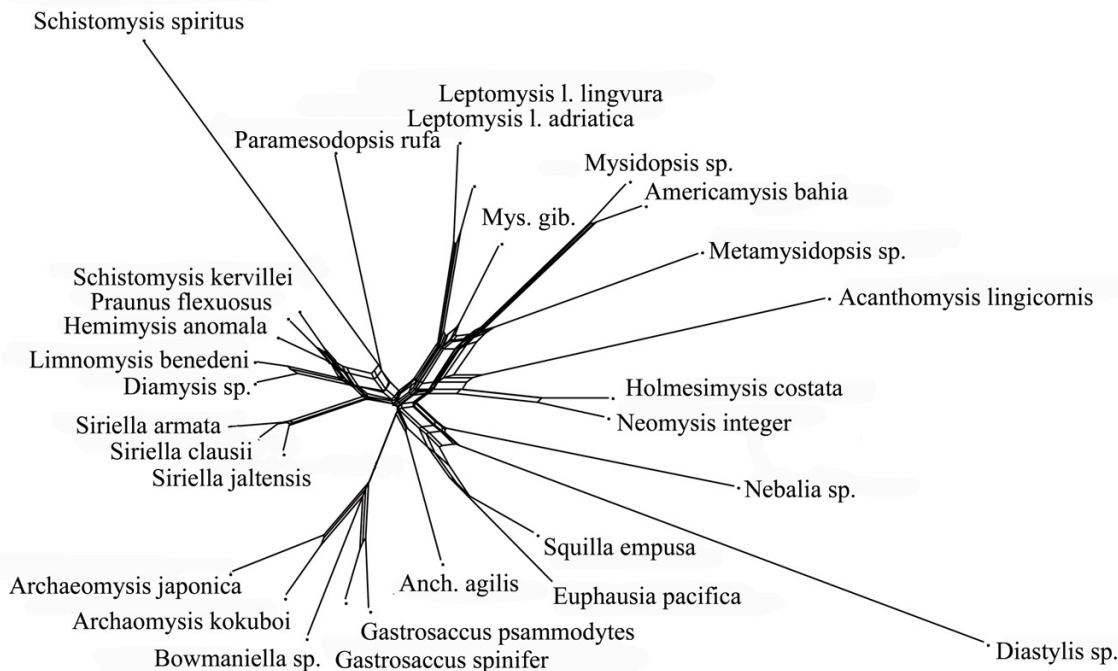 Schistomysis spiritus
Leptomysis l. lingvura
Leptomysis l. adriatica
Paramesodopsis rufa
Mysidopsis sp.
Americamysis bahia
Mys. gib.
Metamysidopsis sp.
Schistomysis kervillei
Praunus flexuosus
Acanthomysis lingicornis
Hemimysis anomala
Limnomysis benedeni
Diamysis sp.
Holmesimysis costata
Siriella armata
Neomysis integer
Siriella clausii
Siriella jaltensis
Nebalia sp.
Squilla empusa
Archaeomysis japonica
Anch. agilis
Euphausia pacifica
Archaomysis kokuboi
Gastrosaccus psammodytes
Diastylis sp.
Bowmaniella sp.
Gastrosaccus spinifer